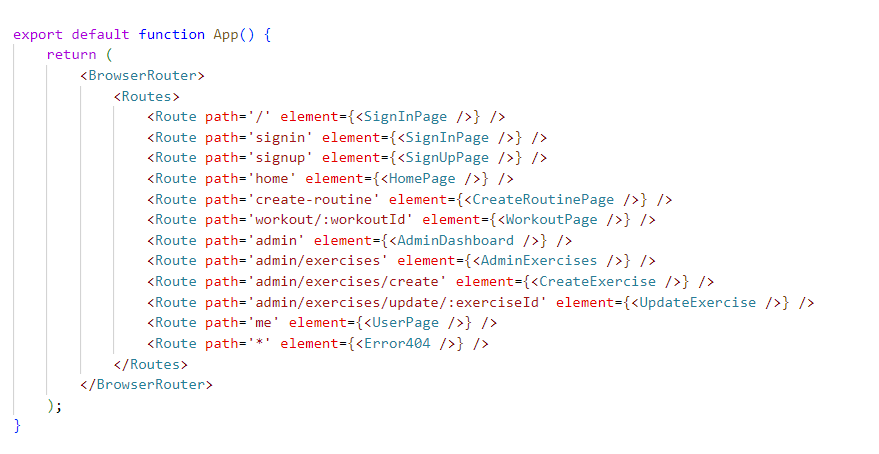 export default function App() {
    return (
        <BrowserRouter>
            <Routes>
                <Route path='/' element={<SignInPage />} />
                <Route path='signin' element={<SignInPage />} />
                <Route path='signup' element={<SignUpPage />} />
                <Route path='home' element={<HomePage />} />
                <Route path='create-routine' element={<CreateRoutinePage />} />
                <Route path='workout/:workoutId' element={<WorkoutPage />} />
                <Route path='admin' element={<AdminDashboard />} />
                <Route path='admin/exercises' element={<AdminExercises />} />
                <Route path='admin/exercises/create' element={<CreateExercise />} />
                <Route path='admin/exercises/update/:exerciseId' element={<UpdateExercise />} />
                <Route path='me' element={<UserPage />} />
                <Route path='*' element={<Error404 />} />
            </Routes>
        </BrowserRouter>
    );
}